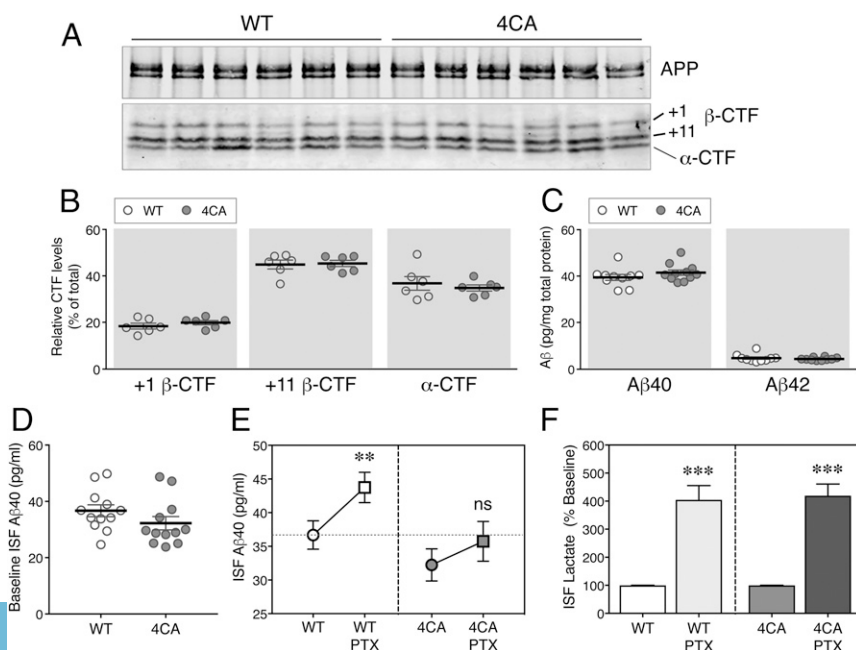 A
WT
4CA
APP
+1
β-CTF
+11
α-CTF
B
WT
4CA
Relative CTF levels
(% of total)
60
40
20
0
+1 β-CTF
+11 β-CTF
α-CTF
C
WT
4CA
Aβ (pg/mg total protein)
60
40
20
0
Aβ40
Aβ42
D
Baseline ISF Aβ40 (pg/ml)
60
40
20
0
WT
4CA
E
ISF Aβ40 (pg/ml)
50
45
40
35
30
25
**
ns
WT
WT
PTX
4CA
4CA
PTX
F
ISF Lactate (% Baseline)
600
500
400
300
200
100
0
***
***
WT
WT
PTX
4CA
4CA
PTX